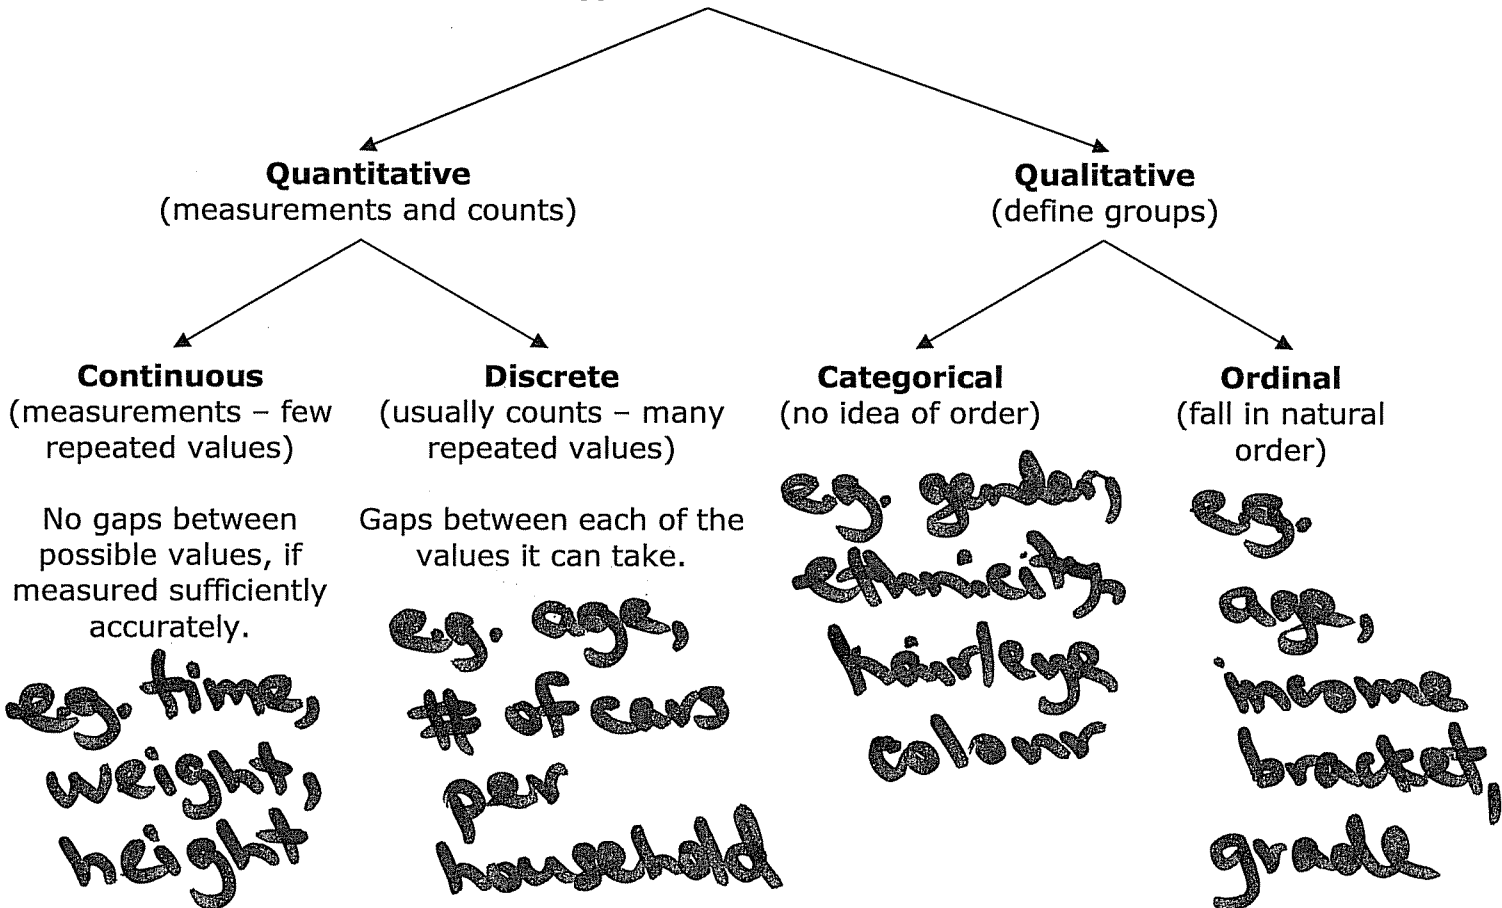 Quantitative
(measurements and counts)
Qualitative
(define groups)
Continuous
(measurements – few
repeated values)
No gaps between
possible values, if
measured sufficiently
accurately.
e.g. time,
weight,
height
Discrete
(usually counts – many
repeated values)
Gaps between each of the
values it can take.
e.g. age,
# of cars
per
household
Categorical
(no idea of order)
eg. gender,
ethnicity,
hair/eye
colour
Ordinal
(fall in natural
order)
eg.
age,
income
bracket,
grade